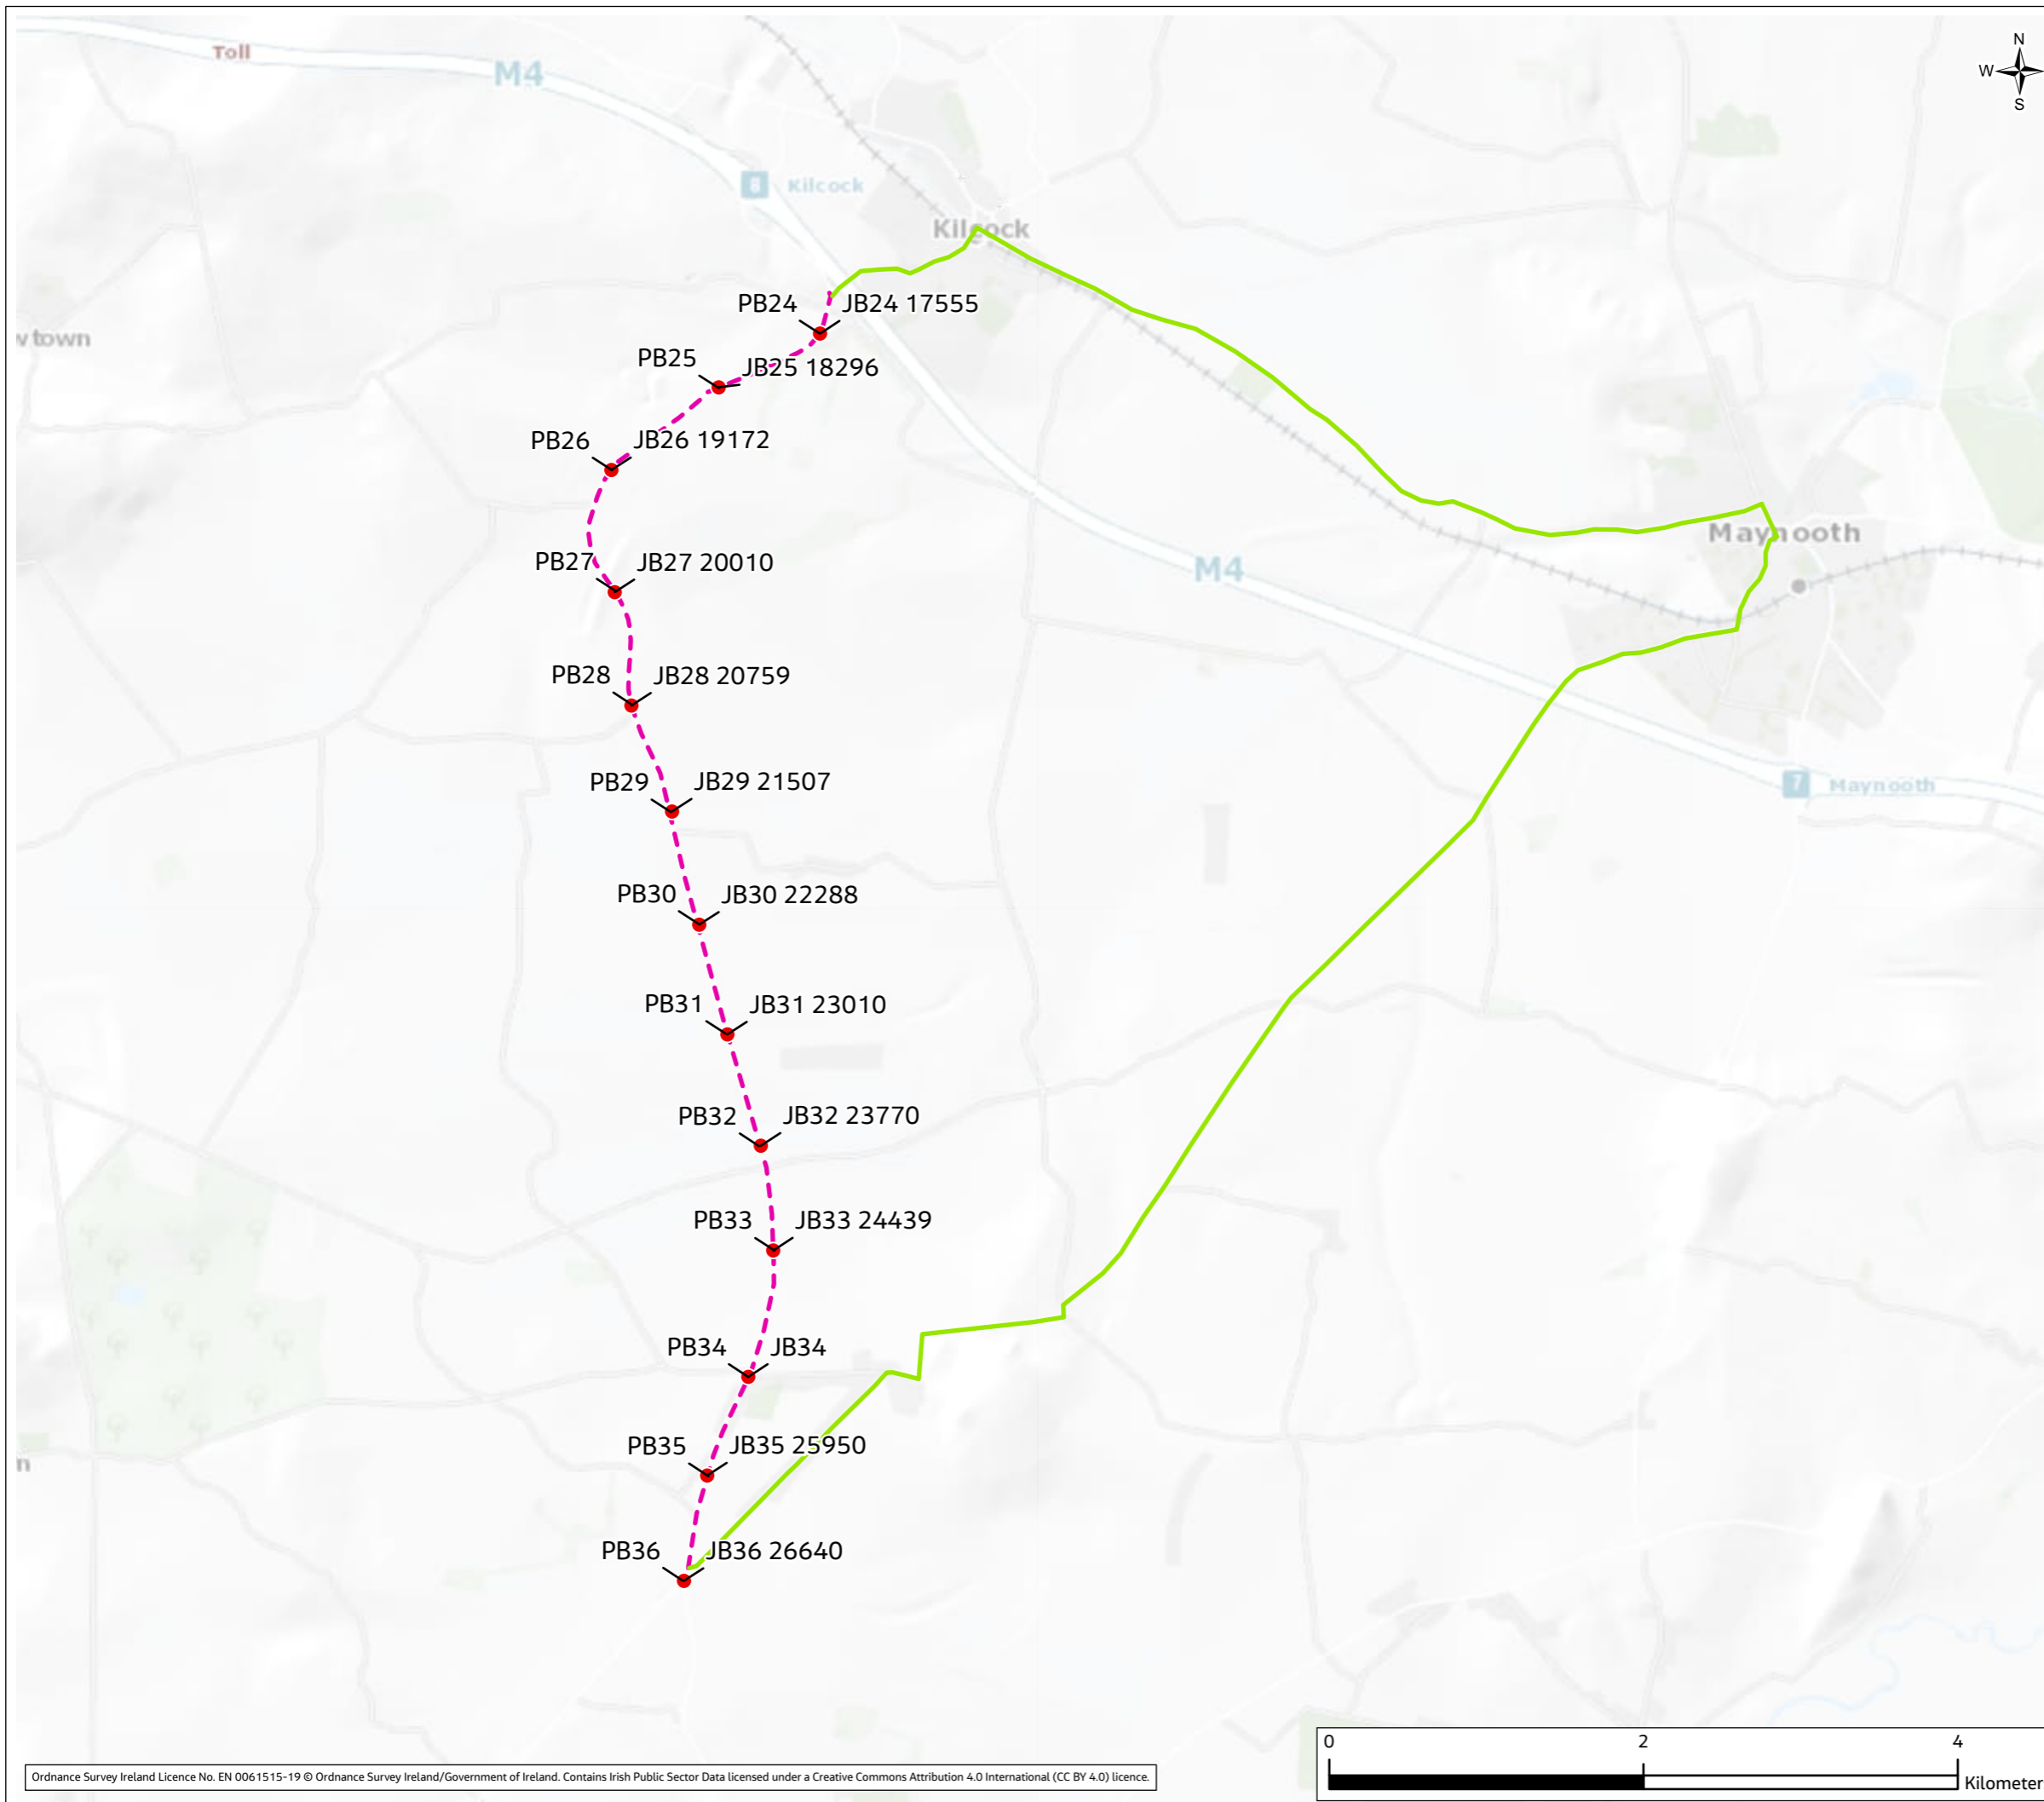 N
W
S
Toll
M4
8 Kilcock
Kilcock
PB24 JB24 17555
wtown
PB25 JB25 18296
PB26 JB26 19172
Maynooth
PB27 JB27 20010
M4
PB28 JB28 20759
PB29 JB29 21507
7 Maynooth
PB30 JB30 22288
PB31 JB31 23010
PB32 JB32 23770
PB33 JB33 24439
PB34 JB34
PB35 JB35 25950
n
PB36 JB36 26640
0 2 4
Kilometer
Ordnance Survey Ireland Licence No. EN 0061515-19 © Ordnance Survey Ireland/Government of Ireland. Contains Irish Public Sector Data licensed under a Creative Commons Attribution 4.0 International (CC BY 4.0) licence.